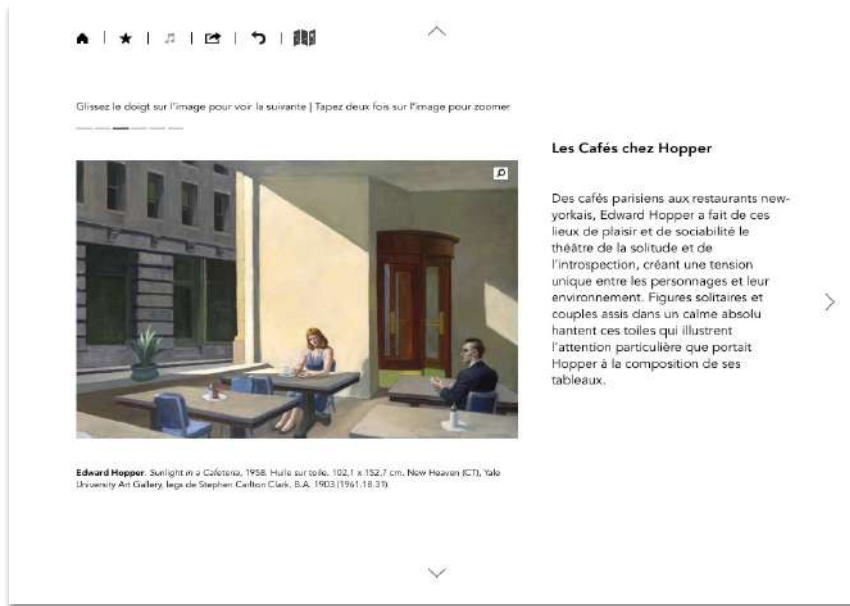 Glissez le doigt sur l'image pour voir la suivante | Tapez deux fois sur l'image pour zoomer
Les Cafés chez Hopper
Des cafés parisiens aux restaurants new-
yorkais, Edward Hopper a fait de ces
lieux de plaisir et de sociabilité le
théâtre de la solitude et de
l'introspection, créant une tension
unique entre les personnages et leur
environnement. Figures solitaires et
couples assis dans un calme absolu
hantent ces toiles qui illustrent
l'attention particulière que portait
Hopper à la composition de ses
tableaux.
Edward Hopper. Sunlight in a Cafeteria, 1958. Huile sur toile. 102,1 x 152,7 cm. New Heaven (CT), Yale
University Art Gallery, legs de Stephen Carlton Clark, B.A. 1903 (1961.18.31)